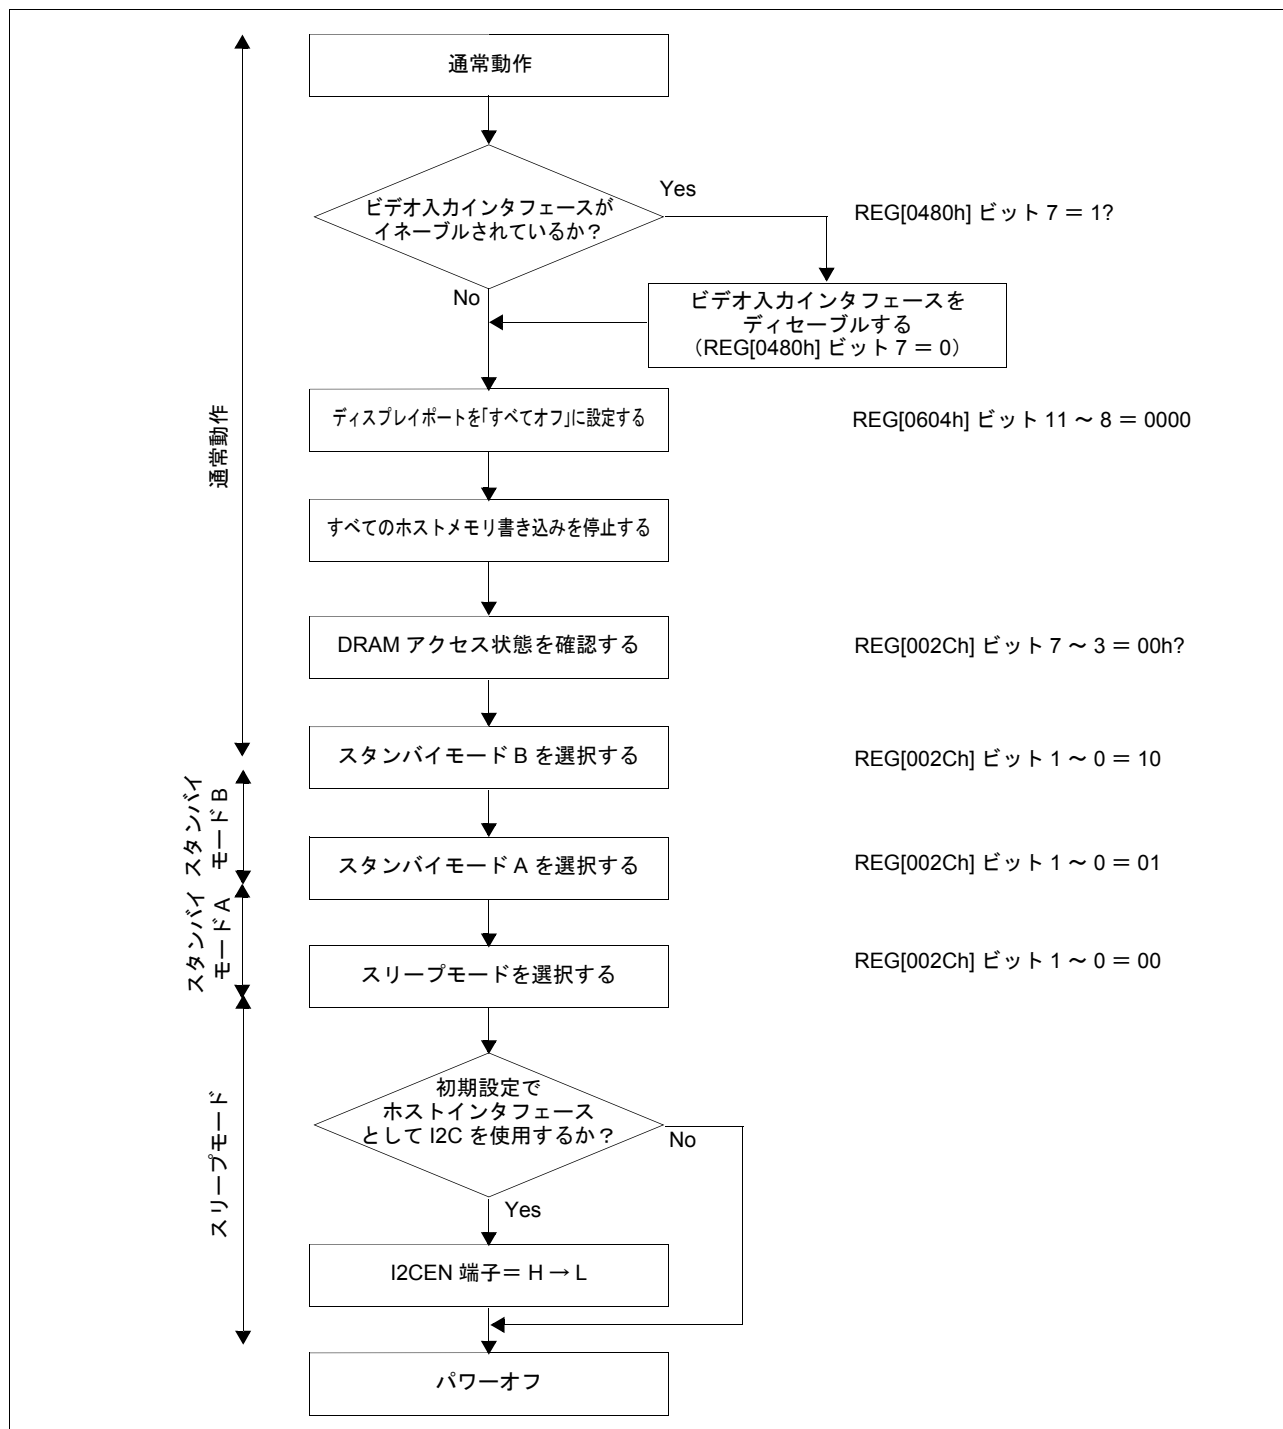 通常動作
ビデオ入力インタフェースが
イネーブルされているか？
Yes
REG[0480h] ビット 7 ＝ 1?
No
ビデオ入力インタフェースを
ディセーブルする
（REG[0480h] ビット 7 ＝ 0）
ディスプレイポートを｢すべてオフ｣に設定する
REG[0604h] ビット 11 ～ 8 ＝ 0000
通常動作
すべてのホストメモリ書き込みを停止する
DRAM アクセス状態を確認する
REG[002Ch] ビット 7 ～ 3 ＝ 00h?
スタンバイモード B を選択する
REG[002Ch] ビット 1 ～ 0 ＝ 10
スタンバイ
モード B
スタンバイモード A を選択する
REG[002Ch] ビット 1 ～ 0 ＝ 01
スタンバイ
モード A
スリープモードを選択する
REG[002Ch] ビット 1 ～ 0 ＝ 00
初期設定で
ホストインタフェース
として I2C を使用するか？
No
スリープモード
Yes
I2CEN 端子＝ H → L
パワーオフ